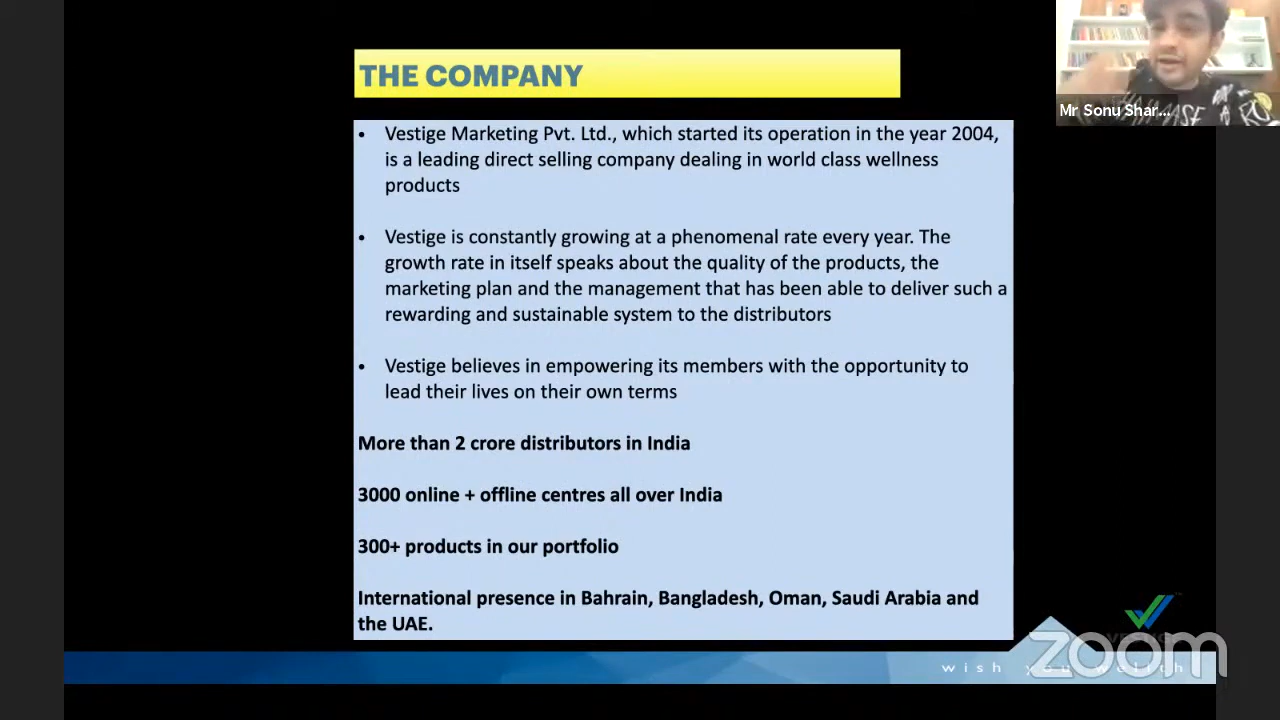 THE COMPANY
Mr Sonu Shar...
• Vestige Marketing Pvt. Ltd., which started its operation in the year 2004,
is a leading direct selling company dealing in world class wellness
products
• Vestige is constantly growing at a phenomenal rate every year. The
growth rate in itself speaks about the quality of the products, the
marketing plan and the management that has been able to deliver such a
rewarding and sustainable system to the distributors
• Vestige believes in empowering its members with the opportunity to
lead their lives on their own terms
More than 2 crore distributors in India
3000 online + offline centres all over India
300+ products in our portfolio
International presence in Bahrain, Bangladesh, Oman, Saudi Arabia and
the UAE.
zoom
wish you